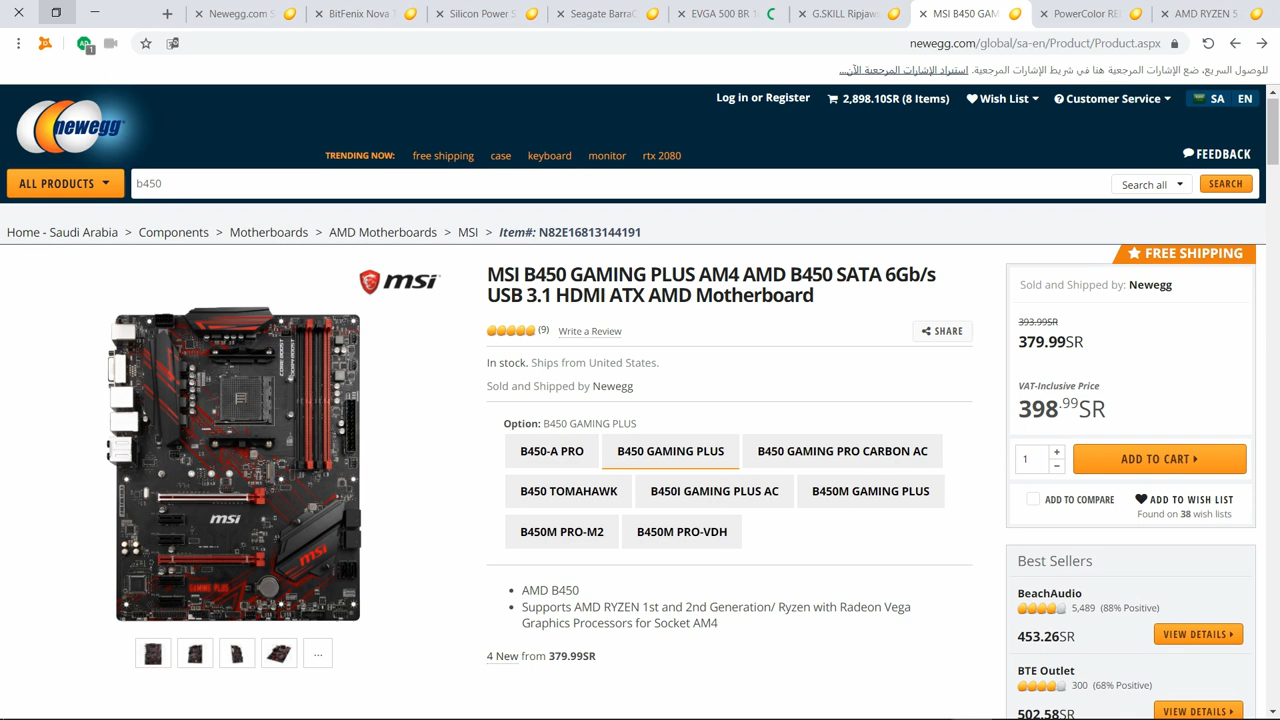 Newegg.com S
BitFenix Nova T
Silicon Power S
Seagate BarraC
EVGA 500 BR
G.SKILL Ripjaw
MSI B450 GAM
PowerColor RE
AMD RYZEN 5
newegg.com/global/sa-en/Product/Product.aspx
للوصول السريع، ضع الإشارات المرجعية هنا في شريط الإشارات المرجعية. استيراد الإشارات المرجعية الآن...
Log in or Register
2,898.10SR (8 Items)
Wish List
Customer Service
SA
EN
newegg
TRENDING NOW: free shipping case keyboard monitor rtx 2080
FEEDBACK
ALL PRODUCTS
b450
Search all
SEARCH
Home - Saudi Arabia > Components > Motherboards > AMD Motherboards > MSI > Item#: N82E16813144191
FREE SHIPPING
msi
MSI B450 GAMING PLUS AM4 AMD B450 SATA 6Gb/s
USB 3.1 HDMI ATX AMD Motherboard
(9) Write a Review
SHARE
In stock. Ships from United States.
Sold and Shipped by Newegg
Option: B450 GAMING PLUS
B450-A PRO
B450 GAMING PLUS
B450 GAMING PRO CARBON AC
B450 TOMAHAWK
B450I GAMING PLUS AC
B450M GAMING PLUS
B450M PRO-M2
B450M PRO-VDH
AMD B450
Supports AMD RYZEN 1st and 2nd Generation/ Ryzen with Radeon Vega
Graphics Processors for Socket AM4
4 New from 379.99SR
msi
msi
GAMING PLUS
...
Sold and Shipped by: Newegg
393.99SR
379.99SR
VAT-Inclusive Price
398.99SR
1
+
−
ADD TO CART
ADD TO COMPARE
ADD TO WISH LIST
Found on 38 wish lists
Best Sellers
BeachAudio
5,489 (88% Positive)
453.26SR
VIEW DETAILS
BTE Outlet
300 (68% Positive)
502.58SR
VIEW DETAILS